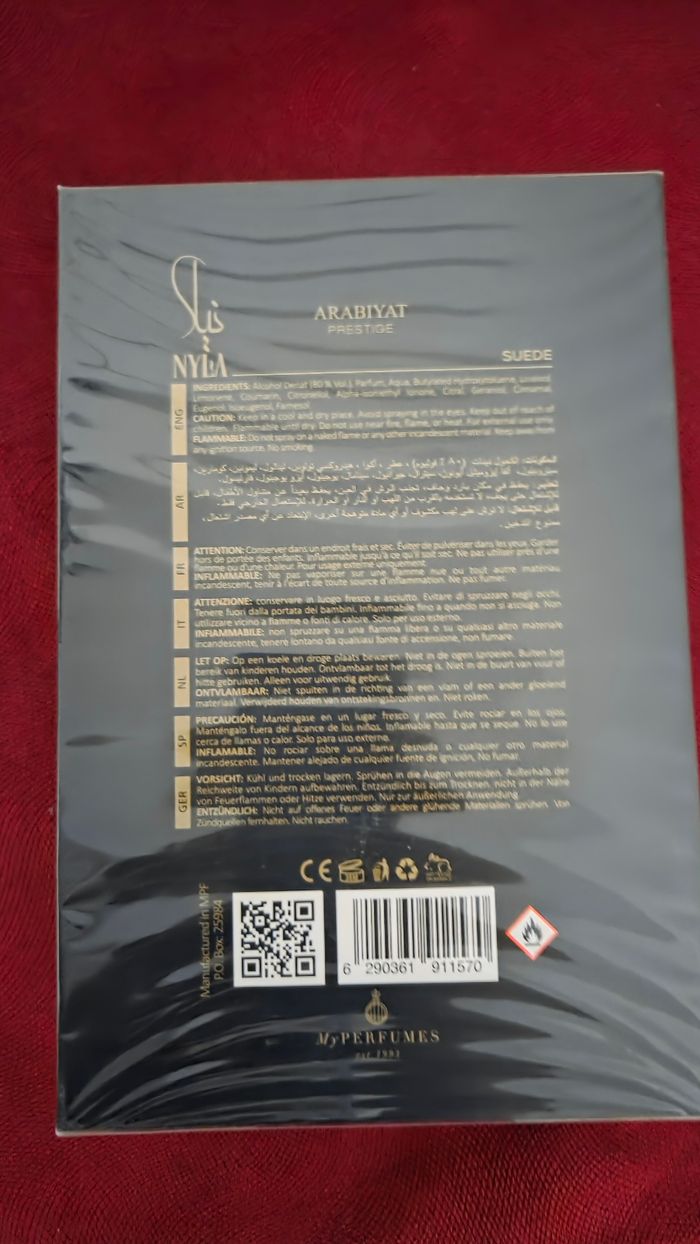 نيلا
NYLA
ARABIYAT
PRESTIGE
SUEDE
ENG
INGREDIENTS: Alcohol Denat (80 % Vol.), Parfum, Aqua, Butylated Hydroxytoluene, Linalool,
Limonene, Coumarin, Citronellol, Alpha-Isomethyl Ionone, Citral, Geraniol, Cinnamal,
Eugenol, Isoeugenol, Farnesol.
CAUTION: Keep in a cool and dry place. Avoid spraying in the eyes. Keep out of reach of
children. Flammable until dry. Do not use near fire, flame, or heat. For external use only.
FLAMMABLE: Do not spray on a naked flame or any other incandescent material. Keep away from
any ignition source. No smoking.
AR
ممنوع التدخين.
FR
ATTENTION: Conserver dans un endroit frais et sec. Éviter de pulvériser dans les yeux. Garder
hors de portée des enfants. Inflammable jusqu'à ce qu'il soit sec. Ne pas utiliser près d'une
flamme ou d'une chaleur. Pour usage externe uniquement.
INFLAMMABLE: Ne pas vaporiser sur une flamme nue ou tout autre matériau
incandescent, tenir à l'écart de toute source d'inflammation. Ne pas fumer.
IT
ATTENZIONE: conservare in luogo fresco e asciutto. Evitare di spruzzare negli occhi.
Tenere fuori dalla portata dei bambini. Infiammabile fino a quando non si asciuga. Non
utilizzare vicino a fiamme o fonti di calore. Solo per uso esterno.
INFIAMMABILE: non spruzzare su una fiamma libera o su qualsiasi altro materiale
incandescente, tenere lontano da qualsiasi fonte di accensione, non fumare.
NL
LET OP: Op een koele en droge plaats bewaren. Niet in de ogen sproeien. Buiten het
bereik van kinderen houden. Ontvlambaar tot het droog is. Niet in de buurt van vuur of
hitte gebruiken. Alleen voor uitwendig gebruik.
ONTVLAMBAAR: Niet spuiten in de richting van een vlam of een ander gloeiend
materiaal. Verwijderd houden van ontstekingsbronnen en. Niet roken.
SP
PRECAUCIÓN: Manténgase en un lugar fresco y seco. Evite rociar en los ojos.
Manténgalo fuera del alcance de los niños. Inflamable hasta que se seque. No lo use
cerca de llamas o calor. Solo para uso externo.
INFLAMABLE: No rociar sobre una llama desnuda o cualquier otro material
incandescente. Mantener alejado de cualquier fuente de ignición, No fumar.
GER
VORSICHT: Kühl und trocken lagern. Sprühen in die Augen vermeiden. Außerhalb der
Reichweite von Kindern aufbewahren. Entzündlich bis zum Trocknen. nicht in der Nähe
von Feuerflammen oder Hitze verwenden. Nur zur äußerlichen Anwendung.
ENTZÜNDLICH: Nicht auf offenes Feuer oder andere glühende Materialien sprühen. Von
Zündquellen fernhalten. Nicht rauchen.
CE
Manufactured in MPF
P.O. Box: 25984
6 290361 911570
MyPERFUMES
est. 1991